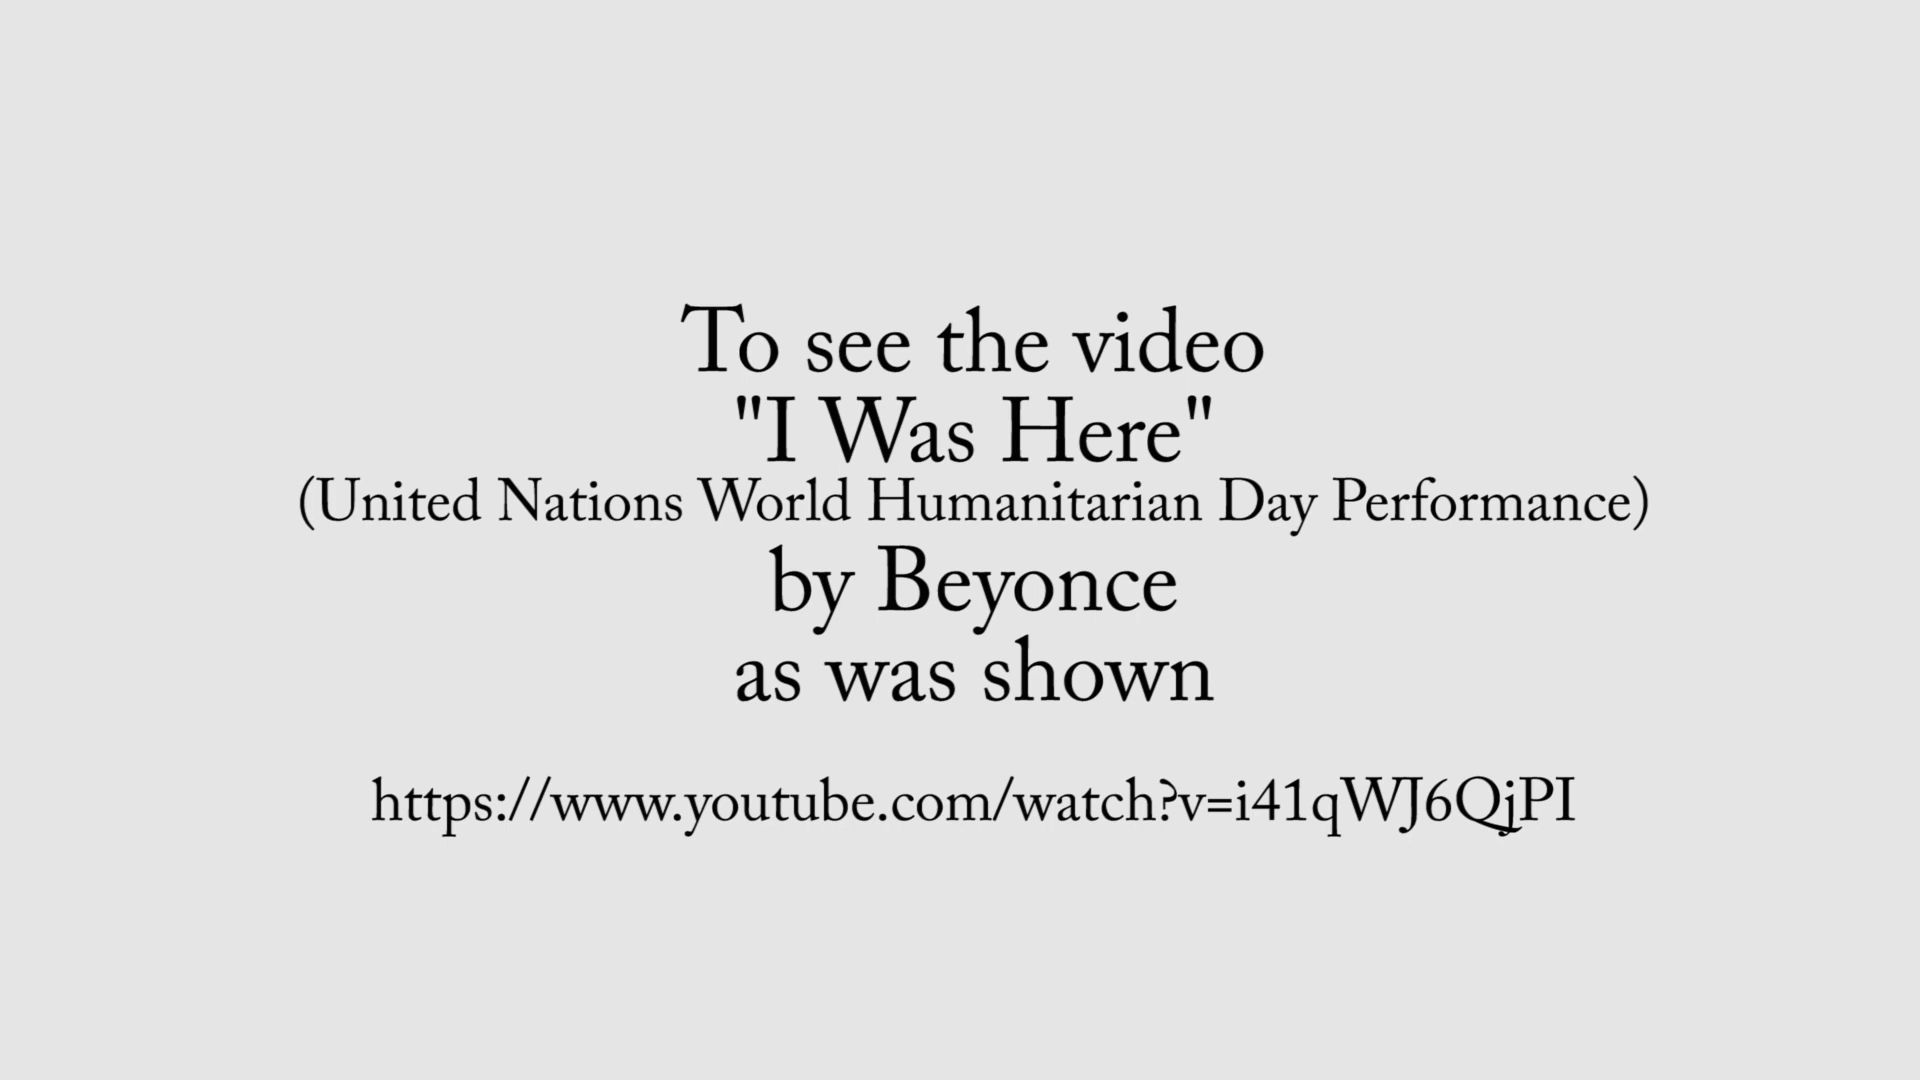 To see the video
"I Was Here"
(United Nations World Humanitarian Day Performance)
by Beyonce
as was shown
https://www.youtube.com/watch?v=i41qWJ6QjPI